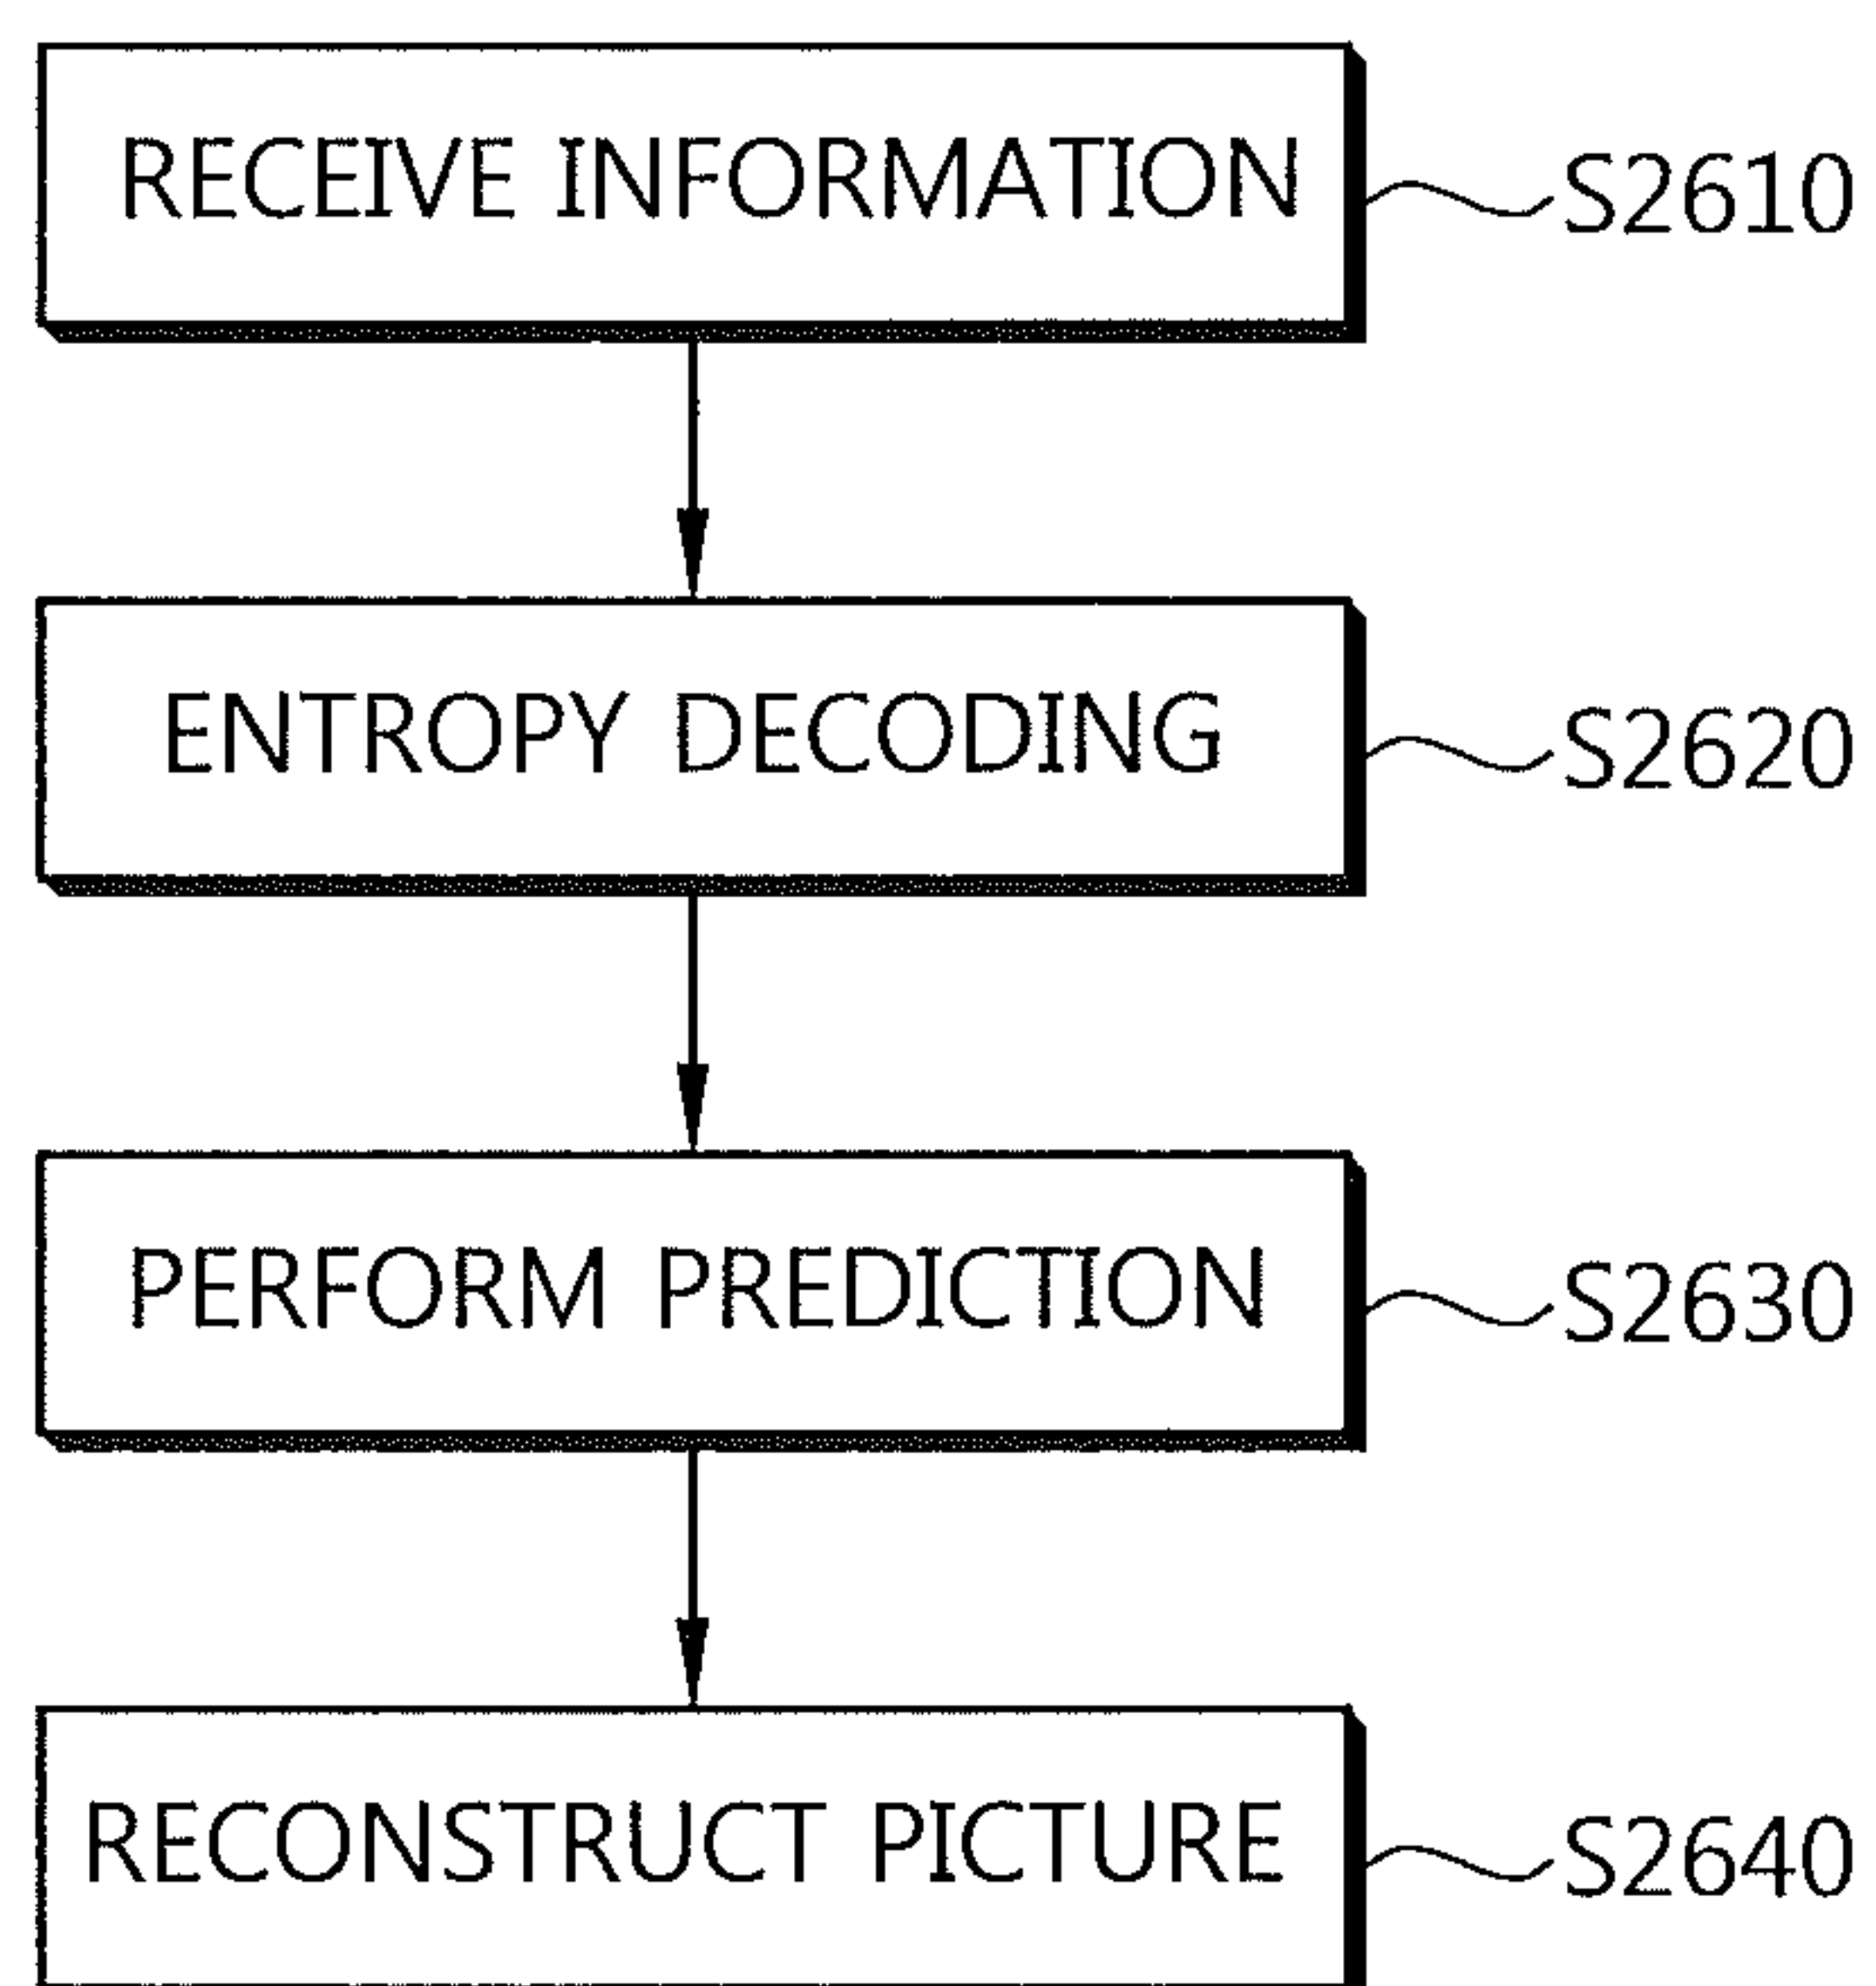 RECEIVE INFORMATION S2610
ENTROPY DECODING S2620
PERFORM PREDICTION S2630
RECONSTRUCT PICTURE S2640